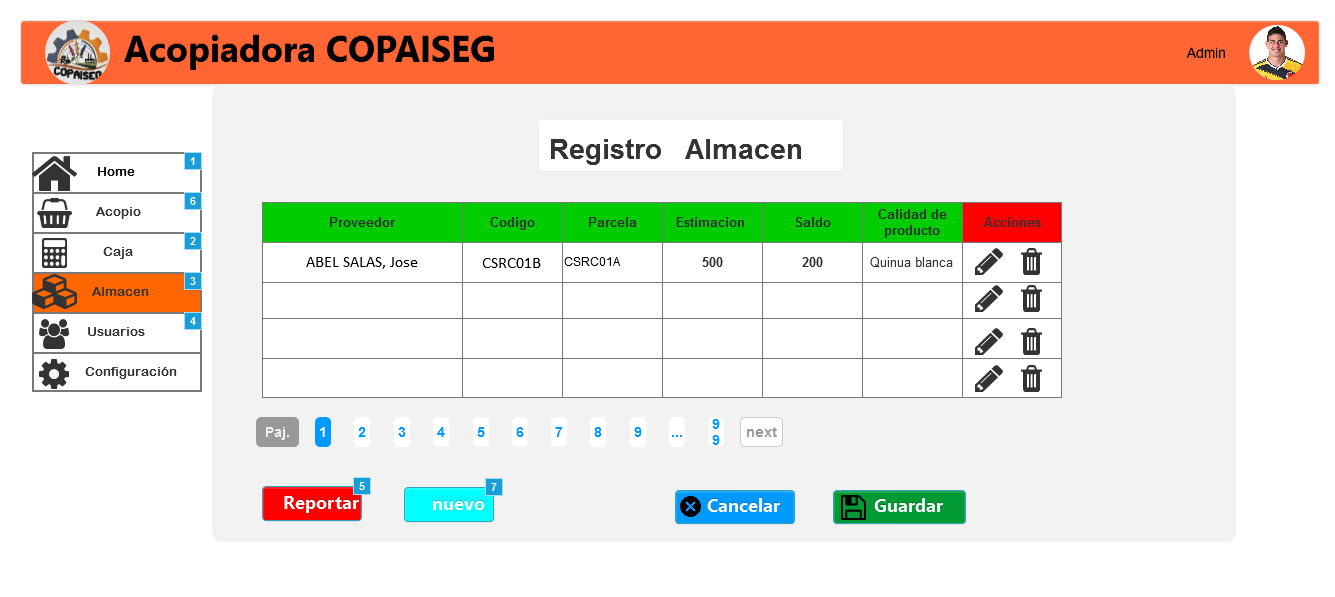 COPAISEG
Acopiadora COPAISEG
Admin
Home
1
Acopio
6
Caja
2
Almacen
3
Usuarios
4
Configuración
Registro Almacen
Proveedor Codigo Parcela Estimacion Saldo Calidad de producto Acciones
ABEL SALAS, Jose CSRC01B CSRC01A 500 200 Quinua blanca
Paj. 1 2 3 4 5 6 7 8 9 ... 99 next
Reportar
5
nuevo
7
Cancelar
Guardar